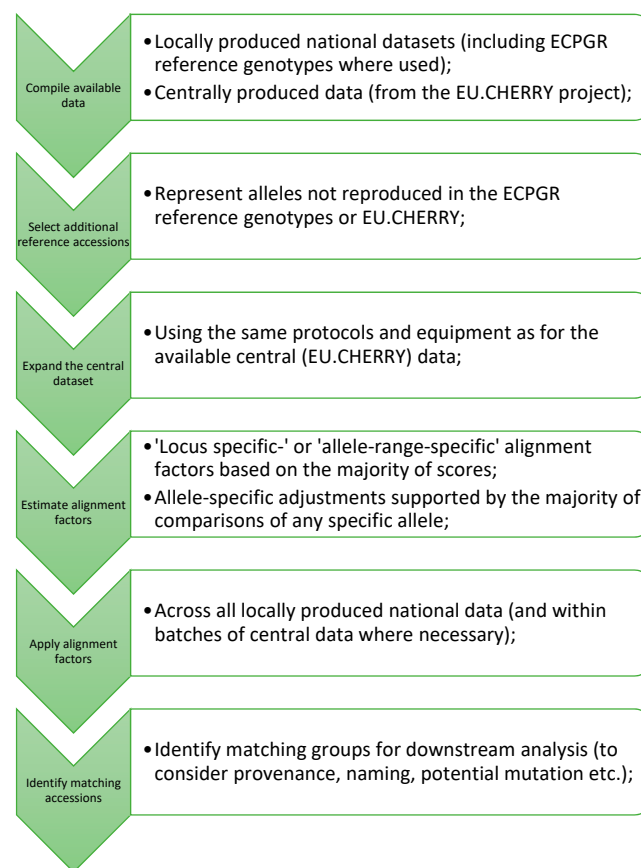 Compile available
data
•Locally produced national datasets (including ECPGR
reference genotypes where used);
•Centrally produced data (from the EU.CHERRY project);
Select additional
reference accessions
•Represent alleles not reproduced in the ECPGR
reference genotypes or EU.CHERRY;
Expand the central
dataset
•Using the same protocols and equipment as for the
available central (EU.CHERRY) data;
Estimate alignment
factors
•'Locus specific-' or 'allele-range-specific' alignment
factors based on the majority of scores;
•Allele-specific adjustments supported by the majority of
comparisons of any specific allele;
Apply alignment
factors
•Across all locally produced national data (and within
batches of central data where necessary);
Identify matching
accessions
•Identify matching groups for downstream analysis (to
consider provenance, naming, potential mutation etc.);